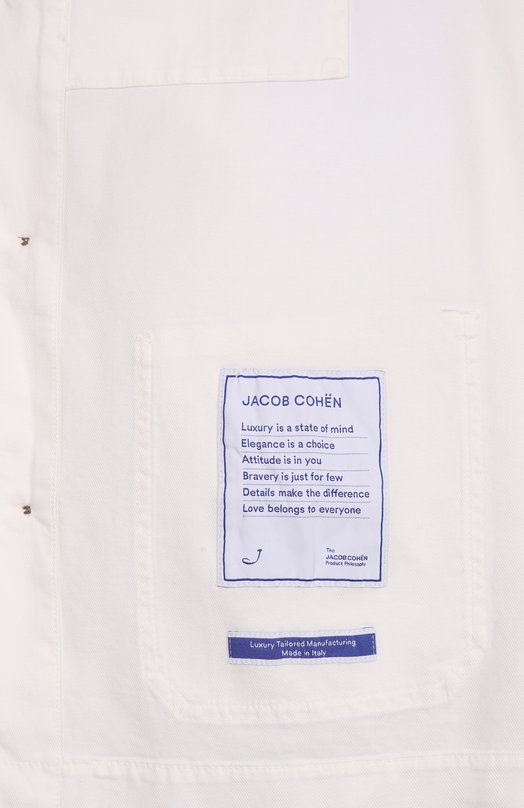 JACOB COHËN
Luxury is a state of mind
Elegance is a choice
Attitude is in you
Bravery is just for few
Details make the difference
Love belongs to everyone
J
The
JACOB COHËN
Product Philosophy
Luxury Tailored Manufacturing
Made in Italy